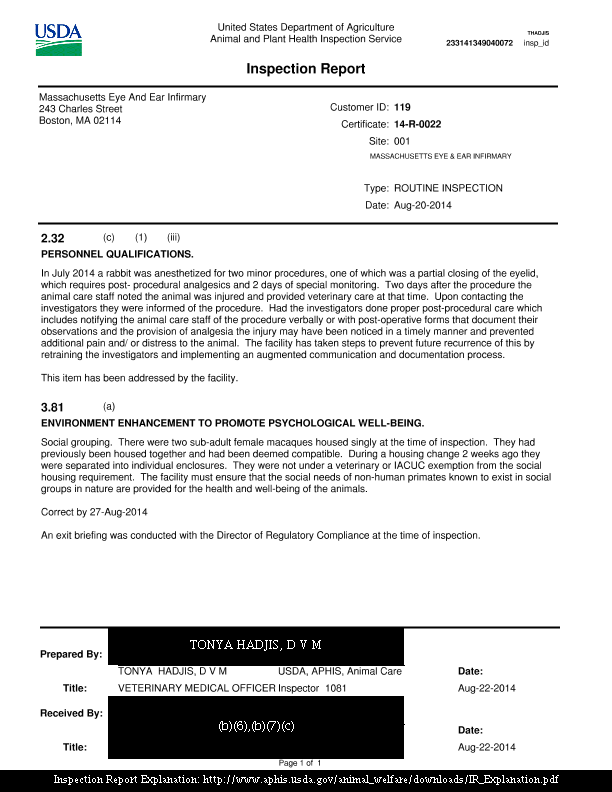 USDA
United States Department of Agriculture
Animal and Plant Health Inspection Service
THADJIS
233141349040072 insp_id
Inspection Report
Massachusetts Eye And Ear Infirmary
243 Charles Street
Boston, MA 02114
Customer ID: 119
Certificate: 14-R-0022
Site: 001
MASSACHUSETTS EYE & EAR INFIRMARY
Type: ROUTINE INSPECTION
Date: Aug-20-2014
2.32 (c) (1) (iii)
PERSONNEL QUALIFICATIONS.
In July 2014 a rabbit was anesthetized for two minor procedures, one of which was a partial closing of the eyelid,
which requires post- procedural analgesics and 2 days of special monitoring. Two days after the procedure the
animal care staff noted the animal was injured and provided veterinary care at that time. Upon contacting the
investigators they were informed of the procedure. Had the investigators done proper post-procedural care which
includes notifying the animal care staff of the procedure verbally or with post-operative forms that document their
observations and the provision of analgesia the injury may have been noticed in a timely manner and prevented
additional pain and/ or distress to the animal. The facility has taken steps to prevent future recurrence of this by
retraining the investigators and implementing an augmented communication and documentation process.
This item has been addressed by the facility.
3.81 (a)
ENVIRONMENT ENHANCEMENT TO PROMOTE PSYCHOLOGICAL WELL-BEING.
Social grouping. There were two sub-adult female macaques housed singly at the time of inspection. They had
previously been housed together and had been deemed compatible. During a housing change 2 weeks ago they
were separated into individual enclosures. They were not under a veterinary or IACUC exemption from the social
housing requirement. The facility must ensure that the social needs of non-human primates known to exist in social
groups in nature are provided for the health and well-being of the animals.
Correct by 27-Aug-2014
An exit briefing was conducted with the Director of Regulatory Compliance at the time of inspection.
TONYA HADJIS, D V M
Prepared By:
TONYA HADJIS, D V M USDA, APHIS, Animal Care Date:
Title: VETERINARY MEDICAL OFFICER Inspector 1081 Aug-22-2014
Received By:
(b)(6),(b)(7)(c)
Date:
Title: Aug-22-2014
Page 1 of 1
Inspection Report Explanation: http://www.aphis.usda.gov/animal_welfare/downloads/IR_Explanation.pdf